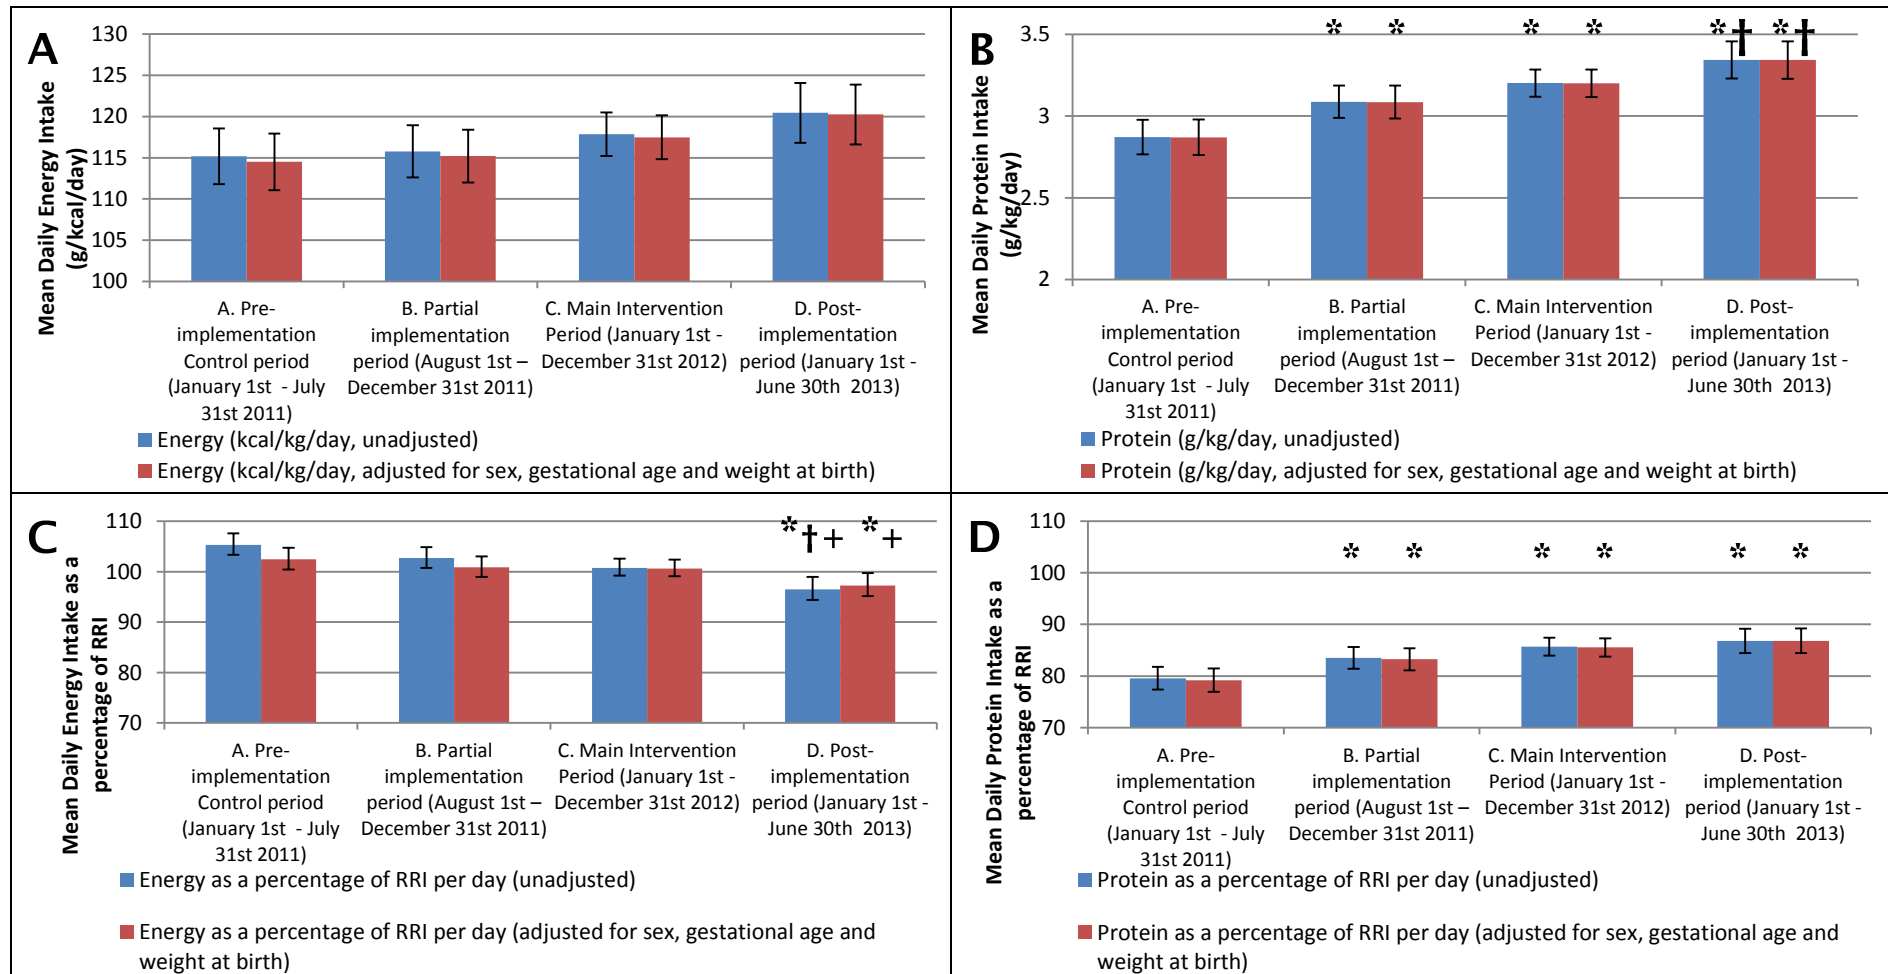 A
Mean Daily Energy Intake
(g/kcal/day)
130
125
120
115
110
105
100
A. Pre-
implementation
Control period
(January 1st - July
31st 2011)
B. Partial
implementation
period (August 1st –
December 31st 2011)
C. Main Intervention
Period (January 1st -
December 31st 2012)
D. Post-
implementation
period (January 1st -
June 30th 2013)
Energy (kcal/kg/day, unadjusted)
Energy (kcal/kg/day, adjusted for sex, gestational age and weight at birth)
B
Mean Daily Protein Intake
(g/kg/day)
3.5
3
2.5
2
* * * * *† *†
A. Pre-
implementation
Control period
(January 1st - July
31st 2011)
B. Partial
implementation
period (August 1st –
December 31st 2011)
C. Main Intervention
Period (January 1st -
December 31st 2012)
D. Post-
implementation
period (January 1st -
June 30th 2013)
Protein (g/kg/day, unadjusted)
Protein (g/kg/day, adjusted for sex, gestational age and weight at birth)
C
Mean Daily Energy Intake as a
percentage of RRI
110
100
90
80
70
*†+ *+
A. Pre-
implementation
Control period
(January 1st - July
31st 2011)
B. Partial
implementation
period (August 1st –
December 31st 2011)
C. Main Intervention
Period (January 1st -
December 31st 2012)
D. Post-
implementation
period (January 1st -
June 30th 2013)
Energy as a percentage of RRI per day (unadjusted)
Energy as a percentage of RRI per day (adjusted for sex, gestational age and
weight at birth)
D
Mean Daily Protein Intake as a
percentage of RRI
110
100
90
80
70
* * * * * *
A. Pre-
implementation
Control period
(January 1st - July
31st 2011)
B. Partial
implementation
period (August 1st –
December 31st 2011)
C. Main Intervention
Period (January 1st -
December 31st 2012)
D. Post-
implementation
period (January 1st -
June 30th 2013)
Protein as a percentage of RRI per day (unadjusted)
Protein as a percentage of RRI per day (adjusted for sex, gestational age and
weight at birth)